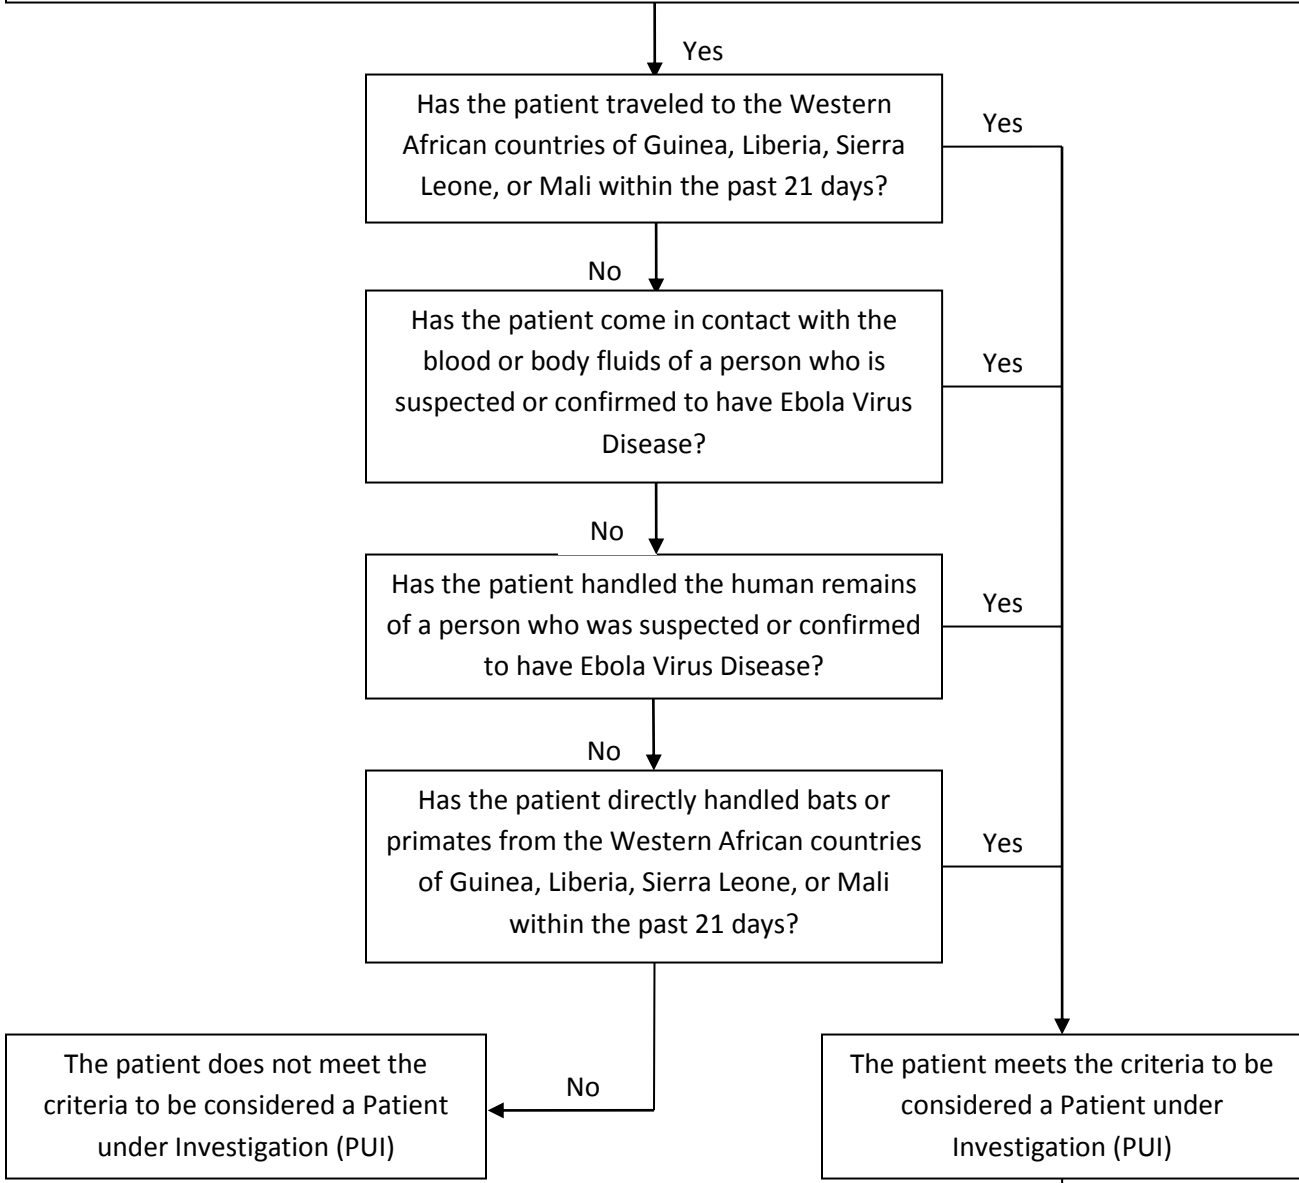 Yes
Has the patient traveled to the Western
African countries of Guinea, Liberia, Sierra
Leone, or Mali within the past 21 days?
Yes
No
Has the patient come in contact with the
blood or body fluids of a person who is
suspected or confirmed to have Ebola Virus
Disease?
Yes
No
Has the patient handled the human remains
of a person who was suspected or confirmed
to have Ebola Virus Disease?
Yes
No
Has the patient directly handled bats or
primates from the Western African countries
of Guinea, Liberia, Sierra Leone, or Mali
within the past 21 days?
Yes
No
The patient does not meet the
criteria to be considered a Patient
under Investigation (PUI)
The patient meets the criteria to be
considered a Patient under
Investigation (PUI)